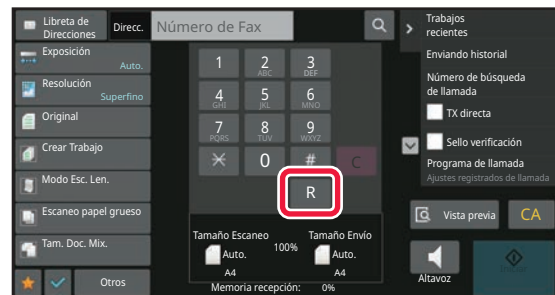 Libreta de
Direcciones
Direcc.
Número de Fax
Exposición
Auto.
Resolución
Superfino
Original
Crear Trabajo
Modo Esc. Len.
Escaneo papel grueso
Tam. Doc. Mix.
Otros
1
2
ABC
3
DEF
4
GHI
5
JKL
6
MNO
7
PQRS
8
TUV
9
WXYZ
0
#
C
R
Tamaño Escaneo
100%
Tamaño Envío
Auto.
A4
Auto.
A4
Memoria recepción: 0%
Trabajos
recientes
Enviando historial
Número de búsqueda
de llamada
TX directa
Sello verificación
Programa de llamada
Ajustes registrados de llamada
Vista previa
CA
Altavoz